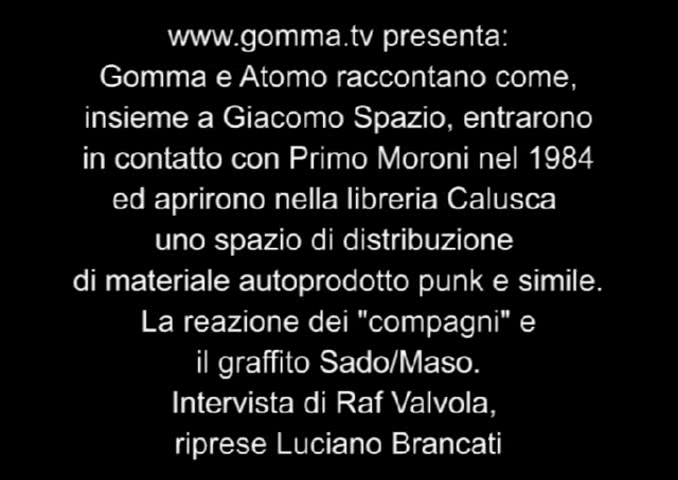 www.gomma.tv presenta:
Gomma e Atomo raccontano come,
insieme a Giacomo Spazio, entrarono
in contatto con Primo Moroni nel 1984
ed aprirono nella libreria Calusca
uno spazio di distribuzione
di materiale autoprodotto punk e simile.
La reazione dei "compagni" e
il graffito Sado/Maso.
Intervista di Raf Valvola,
riprese Luciano Brancati